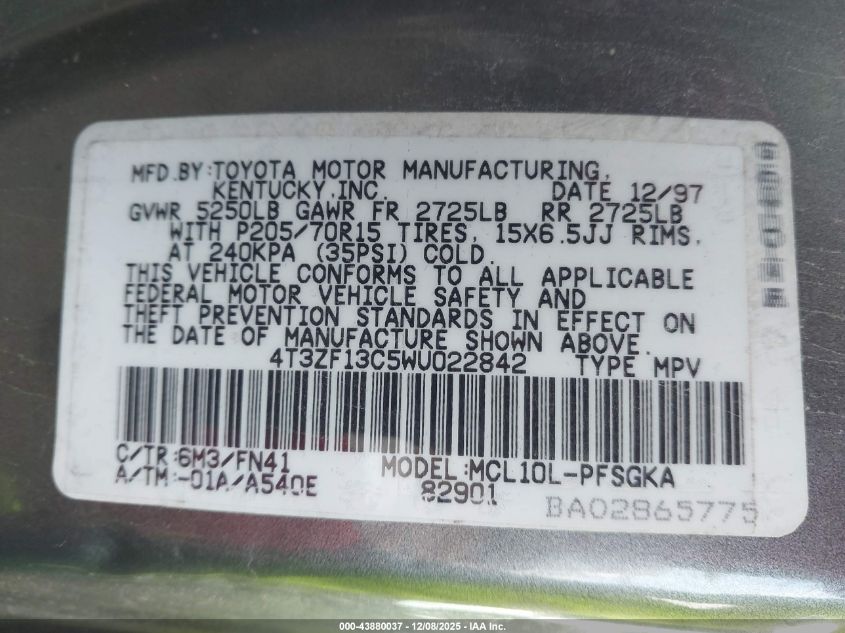 MFD.BY:TOYOTA MOTOR MANUFACTURING,
KENTUCKY,INC. DATE 12/97
GVWR 5250LB GAWR FR 2725LB RR 2725LB
WITH P205/70R15 TIRES, 15X6.5JJ RIMS,
AT 240KPA (35PSI) COLD.
THIS VEHICLE CONFORMS TO ALL APPLICABLE
FEDERAL MOTOR VEHICLE SAFETY AND
THEFT PREVENTION STANDARDS IN EFFECT ON
THE DATE OF MANUFACTURE SHOWN ABOVE.
4T3ZF13C5WU022842 TYPE MPV
C/TR:6M3/FN41 MODEL:MCL10L-PFSGKA
A/TM:-01A/A540E 82901
BA02865775
000-43880037 - 12/08/2025 - IAA Inc.